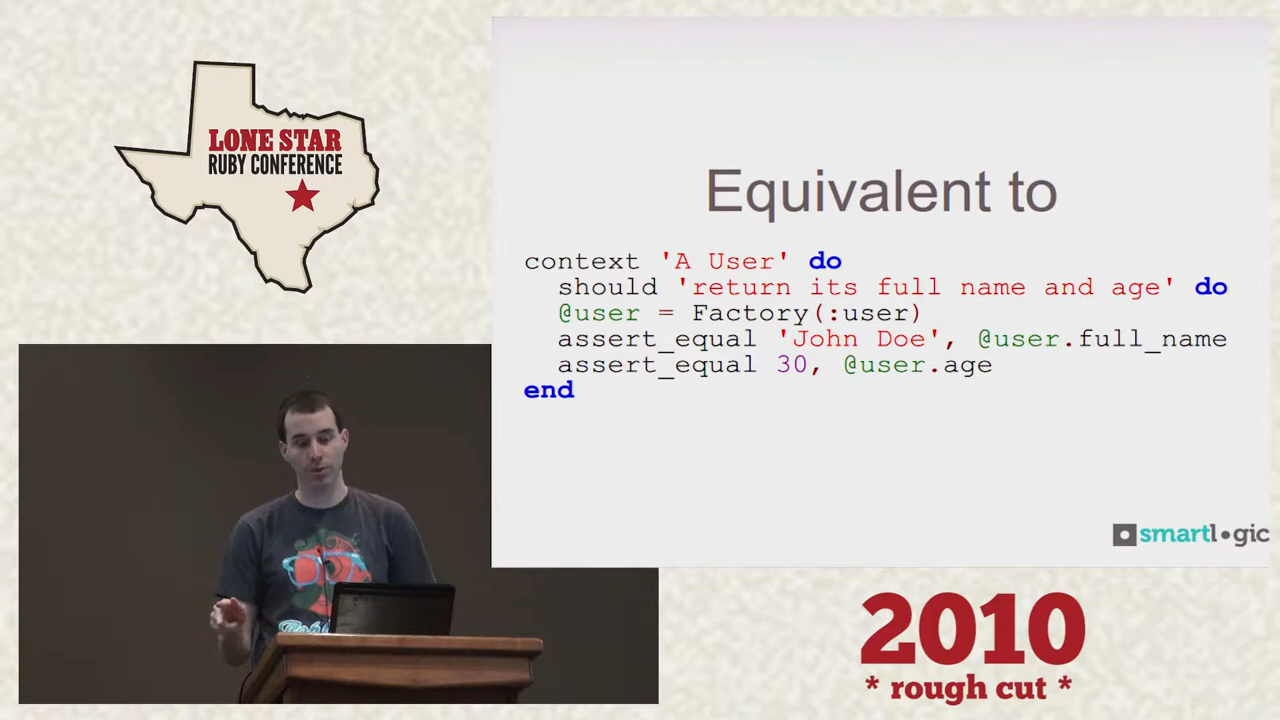 LONE STAR
RUBY CONFERENCE
Equivalent to
context 'A User' do
  should 'return its full name and age' do
  @user = Factory(:user)
  assert_equal 'John Doe', @user.full_name
  assert_equal 30, @user.age
end
smartlogic
2010
* rough cut *